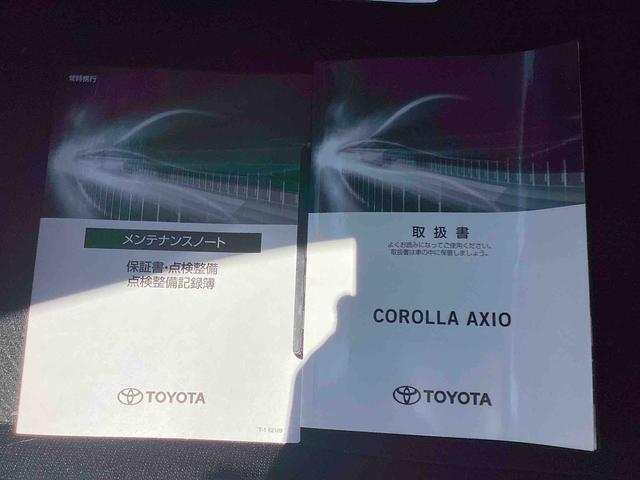 常時携行
メンテナンスノート
保証書・点検整備
点検整備記録簿
TOYOTA
取扱書
よくお読みになってご使用ください。
取扱書は車の中に保管しましょう。
COROLLA AXIO
TOYOTA